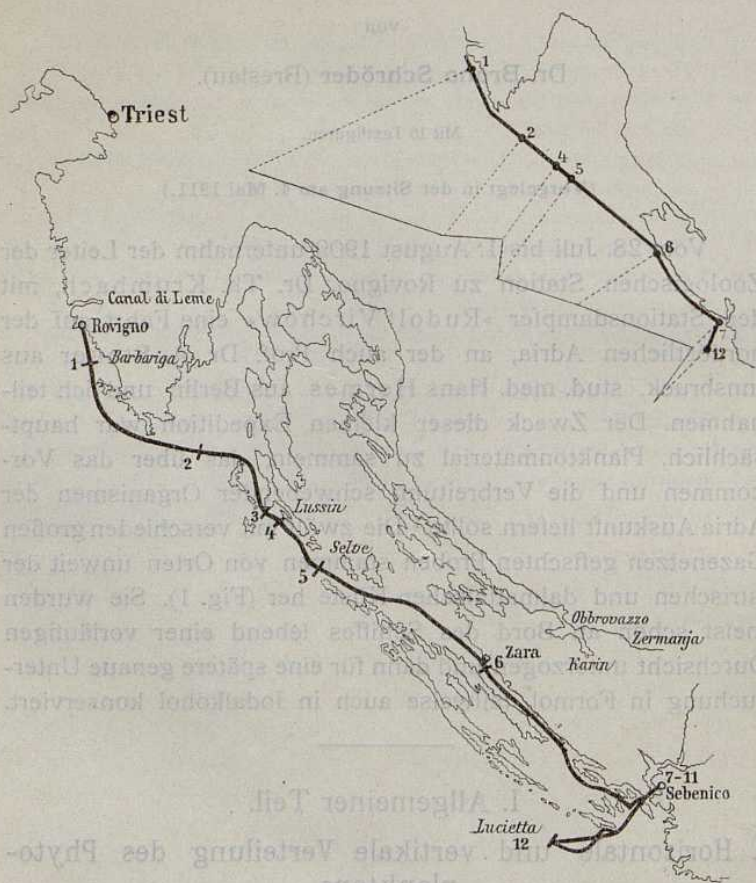 von
Dr. Bruno Schröder (Breslau).
Mit 10 Textfiguren.
(Vorgelegt in der Sitzung am 4. Mai 1911.)
1
2
4
5
6
7
12
Triest
Canal di Leme
Rovigno
1
Barbariga
2
3
Lussin
4
Selve
5
Obbrovazzo
Zermanja
Karin
Zara
6
7-11
Sebenico
Lucietta
12
Vom 28. Juli bis 1. August 1909 unternahm der Leiter der
Zoologischen Station zu Rovigno, Dr. Th. Krumbach, mit
dem Stationsdampfer »Rudolf Virchow« eine Fahrt auf der
Adria, an der auch Dr. aus
Innsbruck, stud. med. Hans Hermes aus Berlin und ich teil-
nahmen. Der Zweck dieser kleinen Expedition war haupt-
sächlich, Planktonmaterial zu sammeln, das über das Vor-
kommen und die Verbreitung schwebender Organismen der
Adria Auskunft liefern sollte. Die zwölf mit verschieden großen
Gazenetzen gefischten Proben stammen von Orten unweit der
istrischen und dalmatinischen Küste her (Fig. 1). Sie wurden
meist schon an Bord des Schiffes lebend einer vorläufigen
Durchsicht unterzogen und dann für eine spätere genaue Unter-
suchung in Formol, teilweise auch in Jodalkohol konserviert.
I. Allgemeiner Teil.
Horizontale und vertikale Verteilung des Phyto-
planktons.